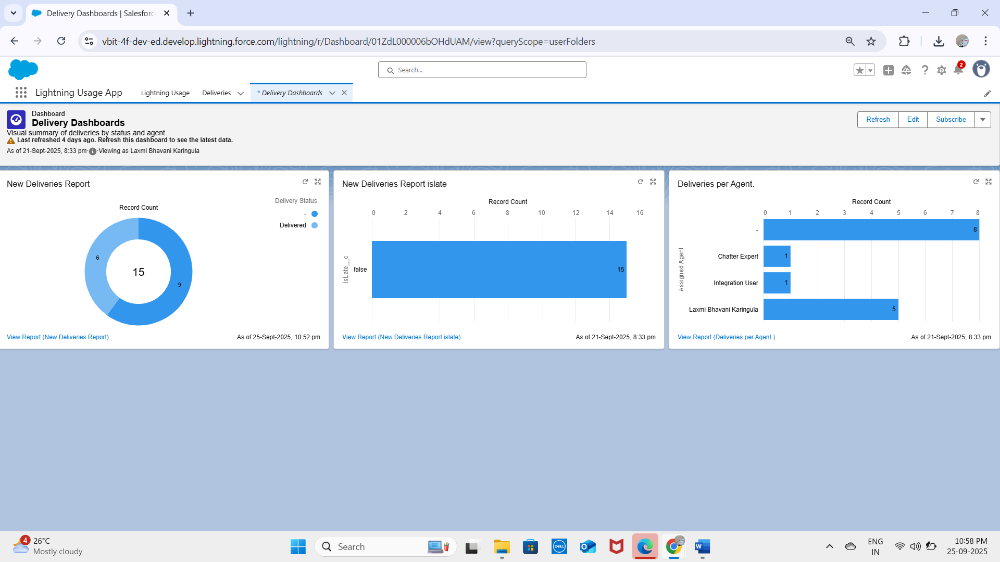 Delivery Dashboards | Salesforc
vbit-4f-dev-ed.develop.lightning.force.com/lightning/r/Dashboard/01ZdL000006bOHdUAM/view?queryScope=userFolders
Search...
2
Lightning Usage App
Lightning Usage
Deliveries
* Delivery Dashboards
Dashboard
Delivery Dashboards
Visual summary of deliveries by status and agent.
Last refreshed 4 days ago. Refresh this dashboard to see the latest data.
As of 21-Sept-2025, 8:33 pm·Viewing as Laxmi Bhavani Karingula
Refresh
Edit
Subscribe
New Deliveries Report
Record Count
Delivery Status
-
Delivered
6
15
9
View Report (New Deliveries Report)
As of 25-Sept-2025, 10:52 pm
New Deliveries Report islate
Record Count
0 2 4 6 8 10 12 14 16
IsLate__c
false
15
View Report (New Deliveries Report islate)
As of 21-Sept-2025, 8:33 pm
Deliveries per Agent.
Record Count
0 1 2 3 4 5 6 7 8
Assigned Agent
- 8
Chatter Expert 1
Integration User 1
Laxmi Bhavani Karingula 5
View Report (Deliveries per Agent.)
As of 21-Sept-2025, 8:33 pm
4
26°C
Mostly cloudy
Search
DELL
ENG
IN
10:58 PM
25-09-2025